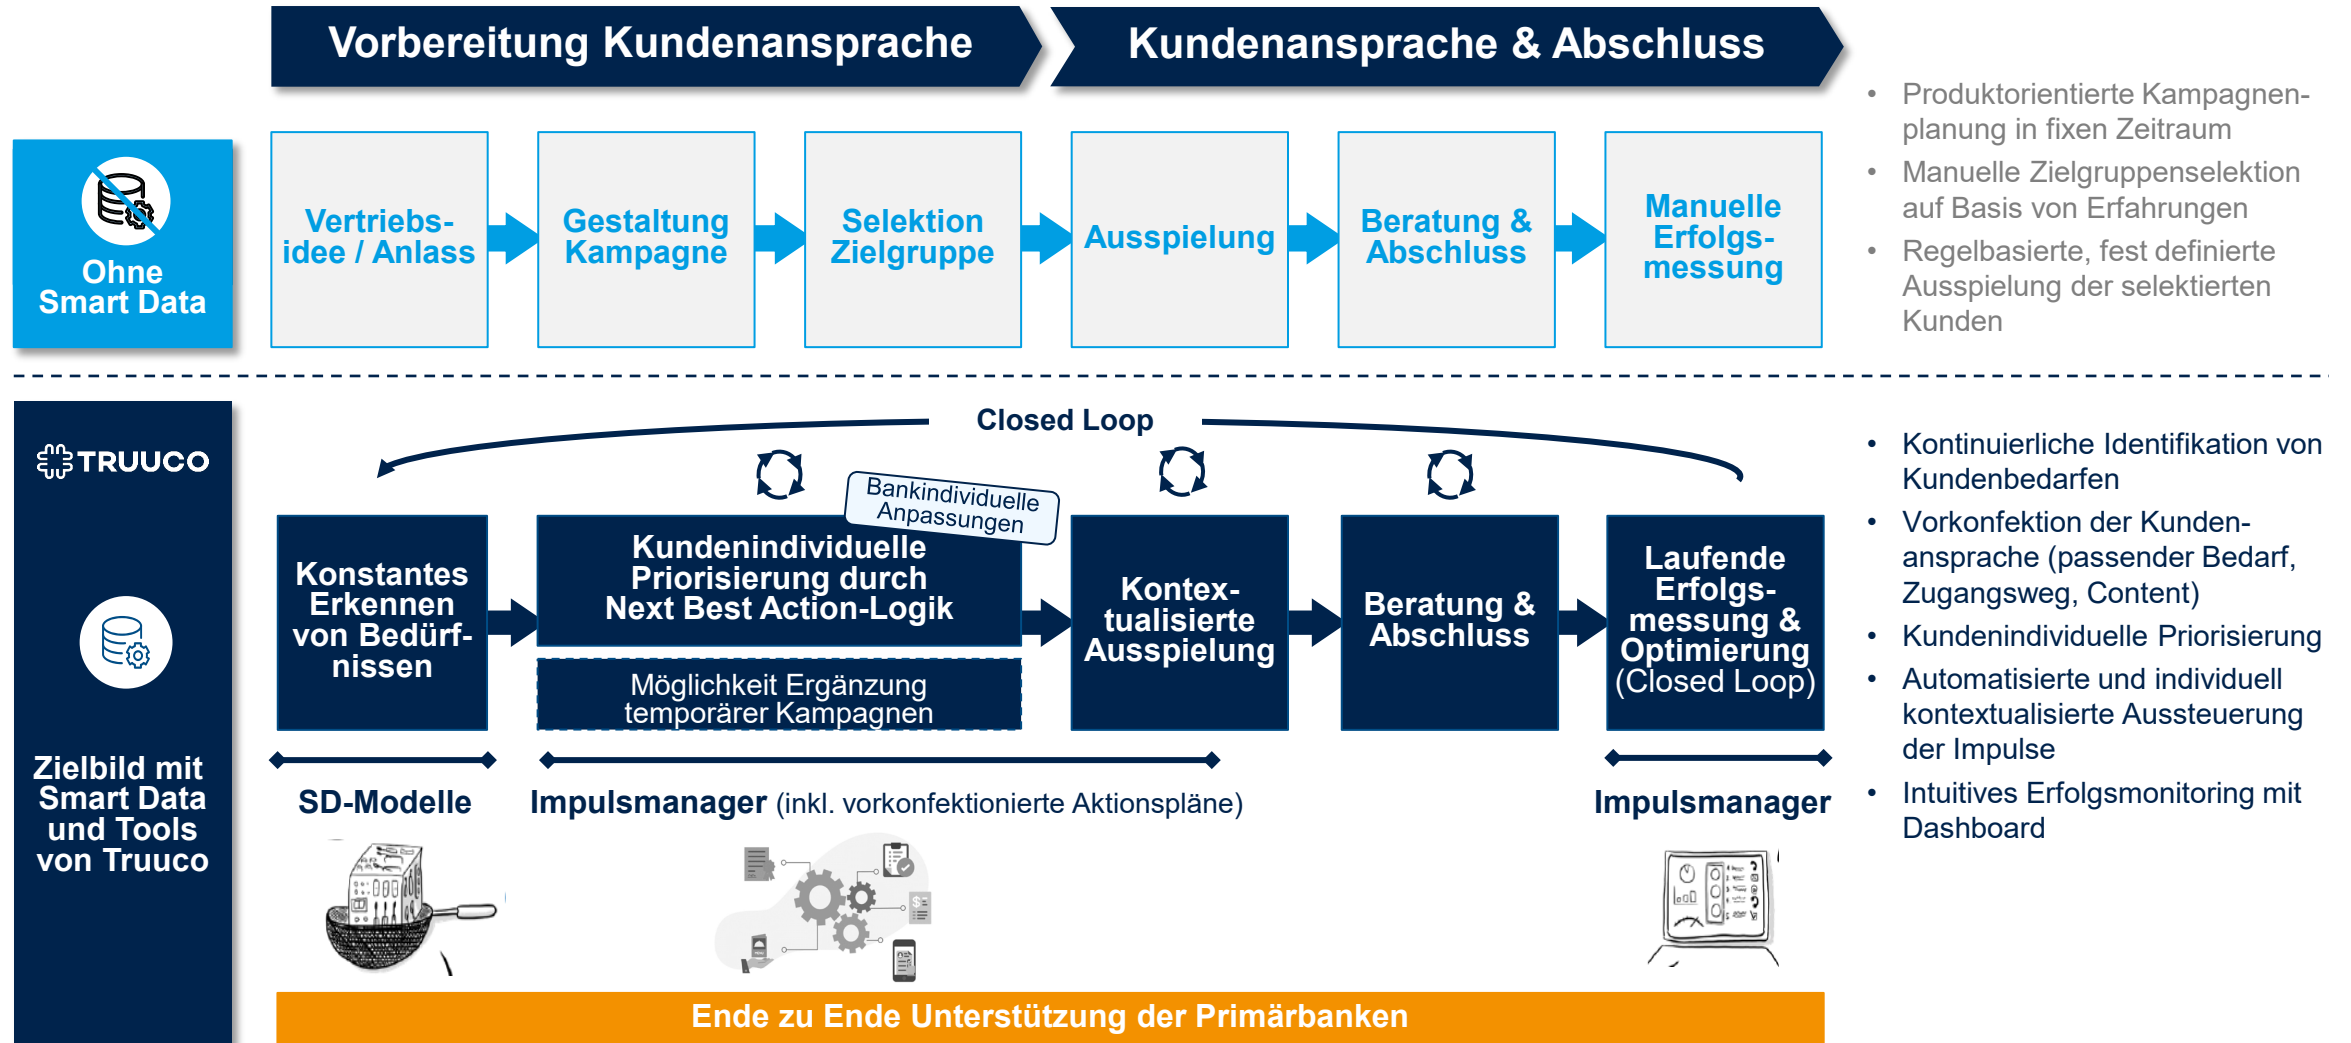 Vorbereitung Kundenansprache
Kundenansprache & Abschluss
Ohne
Smart Data
Vertriebs-
idee / Anlass
Gestaltung
Kampagne
Selektion
Zielgruppe
Ausspielung
Beratung &
Abschluss
Manuelle
Erfolgs-
messung
• Produktorientierte Kampagnen-
planung in fixen Zeitraum
• Manuelle Zielgruppenselektion
auf Basis von Erfahrungen
• Regelbasierte, fest definierte
Ausspielung der selektierten
Kunden
TRUUCO
Zielbild mit
Smart Data
und Tools
von Truuco
Closed Loop
Bankindividuelle
Anpassungen
Konstantes
Erkennen
von Bedürf-
nissen
Kundenindividuelle
Priorisierung durch
Next Best Action-Logik
Möglichkeit Ergänzung
temporärer Kampagnen
Kontex-
tualisierte
Ausspielung
Beratung &
Abschluss
Laufende
Erfolgs-
messung &
Optimierung
(Closed Loop)
SD-Modelle
Impulsmanager (inkl. vorkonfektionierte Aktionspläne)
Impulsmanager
• Kontinuierliche Identifikation von
Kundenbedarfen
• Vorkonfektion der Kunden-
ansprache (passender Bedarf,
Zugangsweg, Content)
• Kundenindividuelle Priorisierung
• Automatisierte und individuell
kontextualisierte Aussteuerung
der Impulse
• Intuitives Erfolgsmonitoring mit
Dashboard
Ende zu Ende Unterstützung der Primärbanken